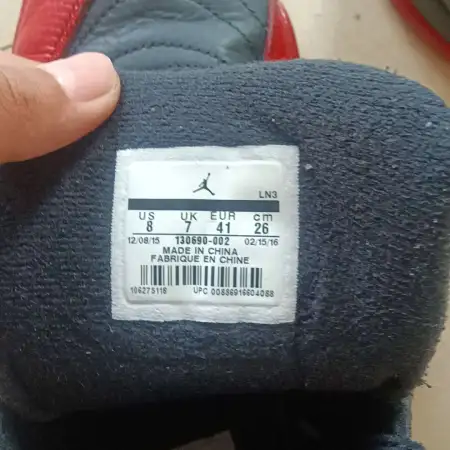 LN3
US UK EUR cm
8 7 41 26
12/08/15 130690-002 02/15/16
MADE IN CHINA
FABRIQUE EN CHINE
106275118 UPC 00886916604088